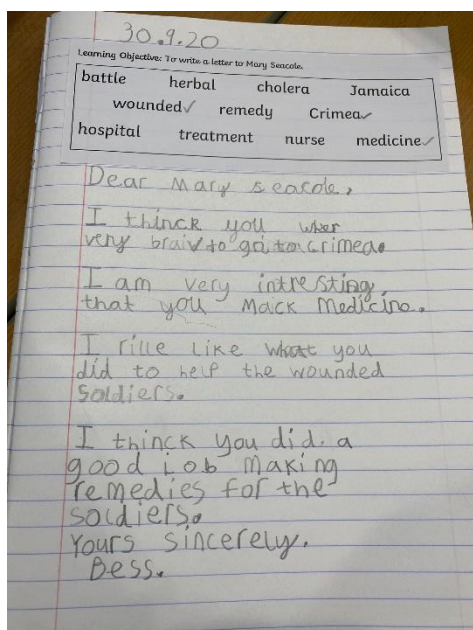 30.9.20
Learning Objective: To write a letter to Mary Seacole.
battle herbal cholera Jamaica
wounded✓ remedy Crimea✓
hospital treatment nurse medicine✓
Dear Mary seacole,
I thinck you wher
very braiv to go to crimea.
I am very intresting
that you Mack Medicine.
I rille like what you
did to help the wounded
Soldiers.
I thinck you did. a
good Job making
remedies for the
soldiers.
Yours sincerely.
Bess.